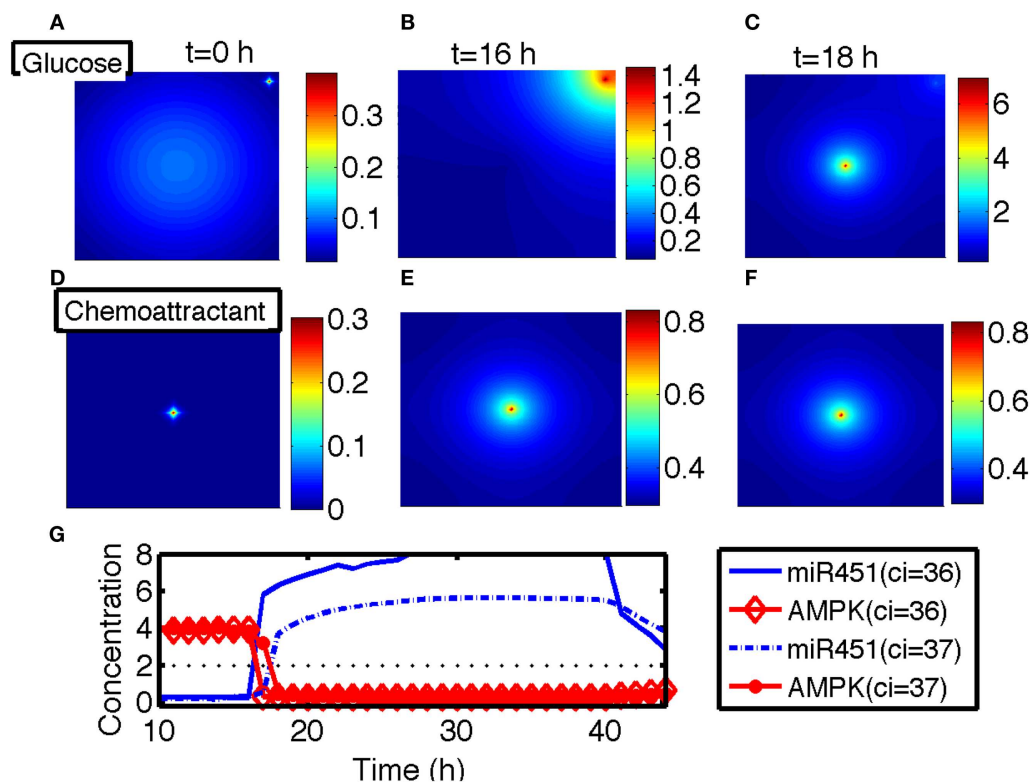 A
B
C
Glucose
t=0 h
t=16 h
t=18 h
0.3
0.2
0.1
1.4
1.2
1
0.8
0.6
0.4
0.2
6
4
2
D
E
F
Chemoattractant
0.3
0.2
0.1
0
0.8
0.6
0.4
0.8
0.6
0.4
G
Concentration
8
6
4
2
0
10
20
30
40
Time (h)
miR451(ci=36)
AMPK(ci=36)
miR451(ci=37)
AMPK(ci=37)